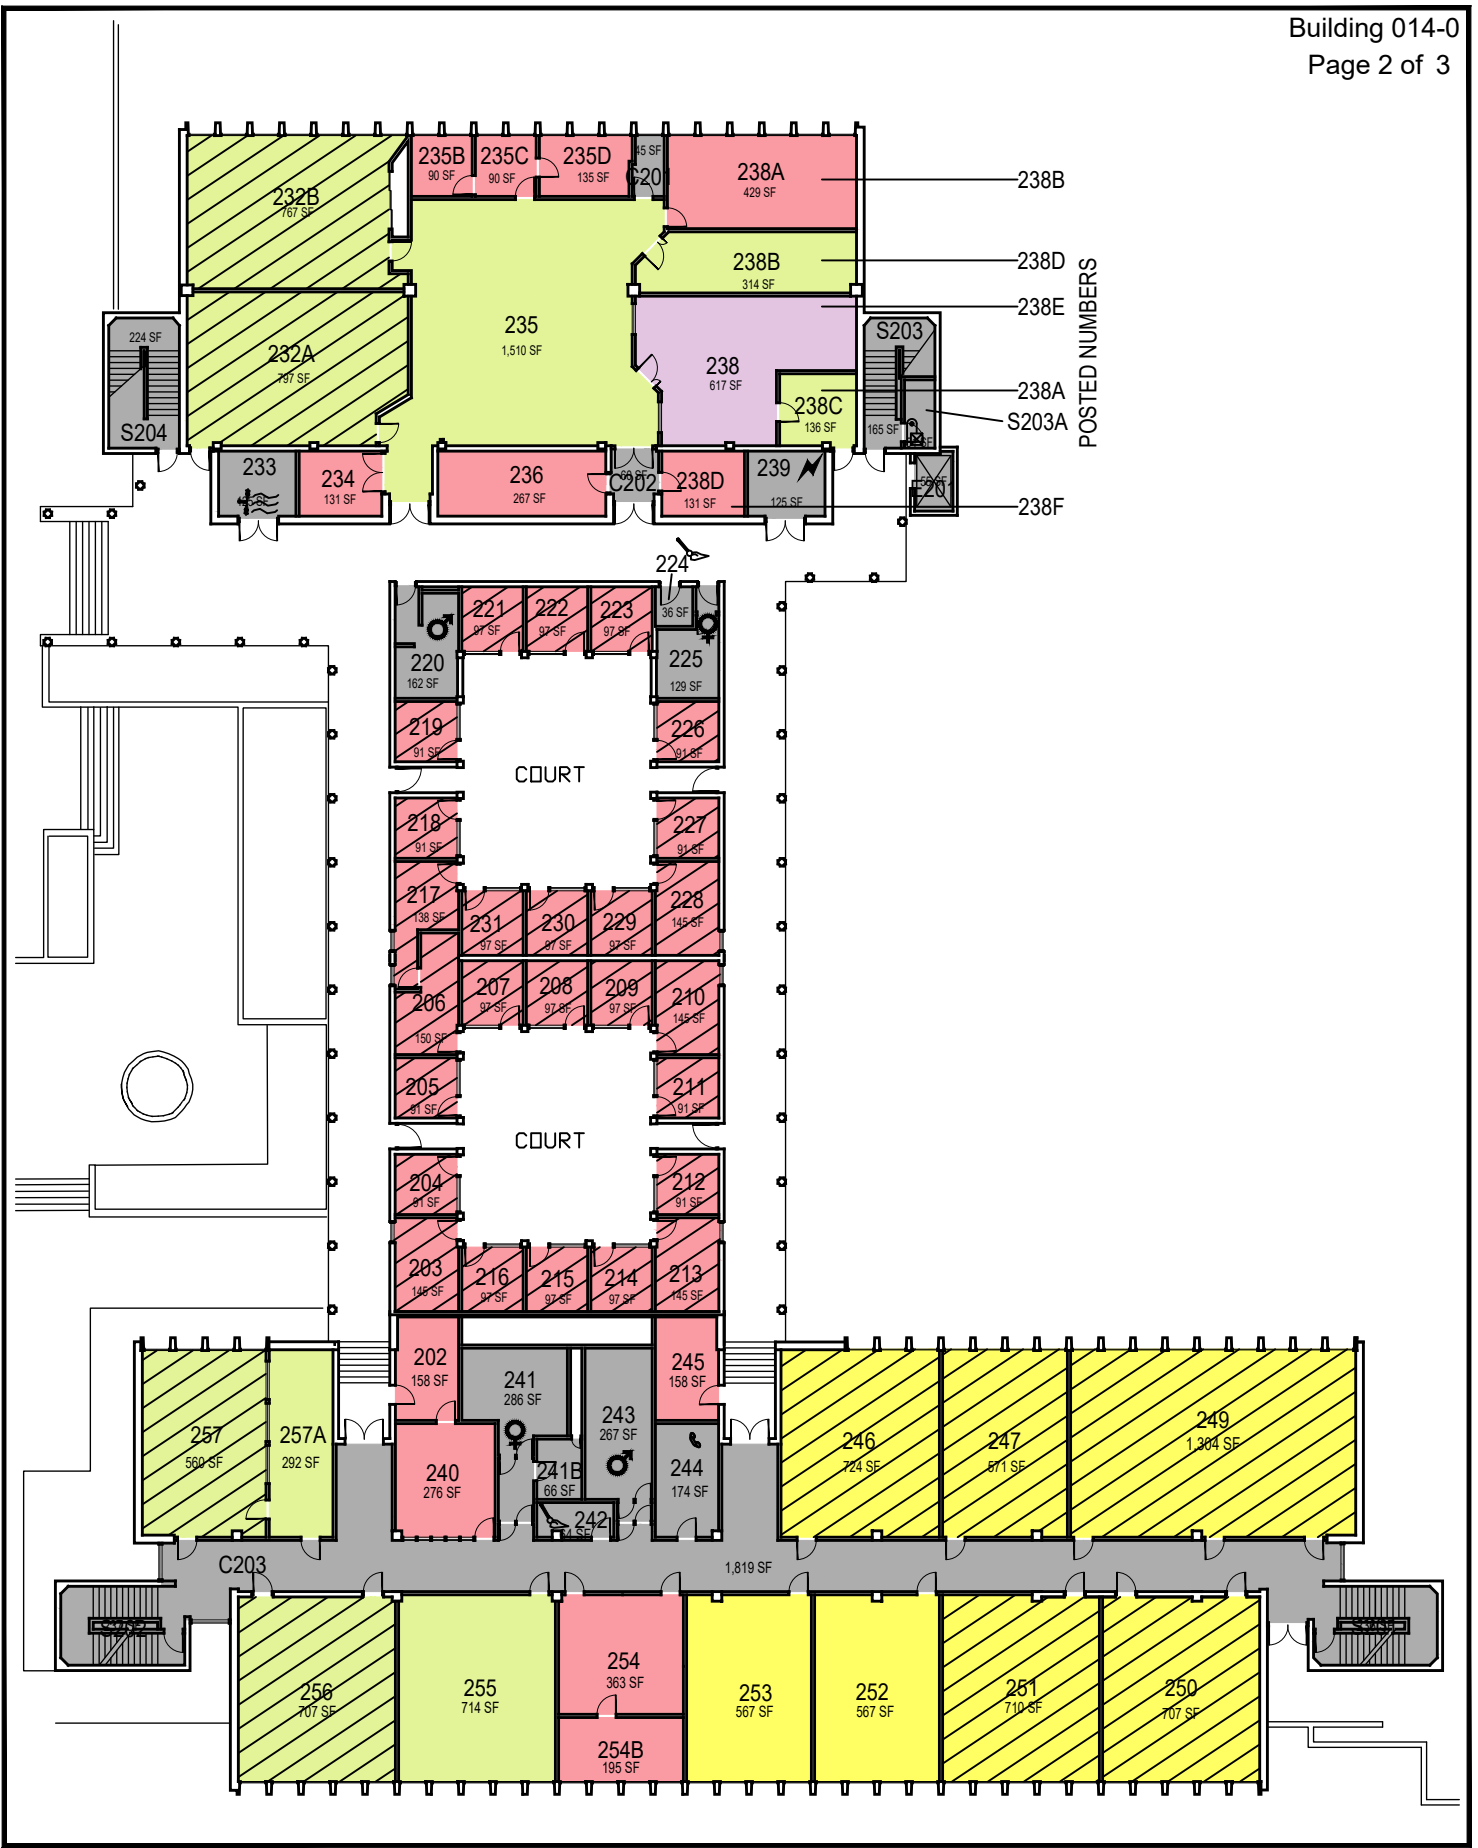 Building 014-0
Page 2 of 3
235B
90 SF
235C
90 SF
235D
135 SF
45 SF
238A
429 SF
238B
232B
767 SF
238B
314 SF
238D
238E
POSTED NUMBERS
235
1,510 SF
224 SF
S204
232A
797 SF
238
617 SF
S203
238C
136 SF
238A
165 SF
S203A
233
125 SF
234
131 SF
236
267 SF
60 SF
C202
238D
131 SF
239
125 SF
238F
224
36 SF
221
97 SF
222
97 SF
223
97 SF
220
162 SF
225
129 SF
219
91 SF
226
91 SF
COURT
218
91 SF
227
91 SF
217
138 SF
231
97 SF
230
97 SF
229
97 SF
228
145 SF
206
150 SF
207
97 SF
208
97 SF
209
97 SF
210
145 SF
205
91 SF
211
91 SF
COURT
204
91 SF
212
91 SF
203
145 SF
216
97 SF
215
97 SF
214
97 SF
213
145 SF
202
158 SF
241
286 SF
243
267 SF
245
158 SF
257
560 SF
257A
292 SF
240
276 SF
241B
66 SF
242
244
174 SF
246
724 SF
247
571 SF
249
1,304 SF
C203
1,819 SF
S202
256
707 SF
255
714 SF
254
363 SF
254B
195 SF
253
567 SF
252
567 SF
251
710 SF
250
707 SF